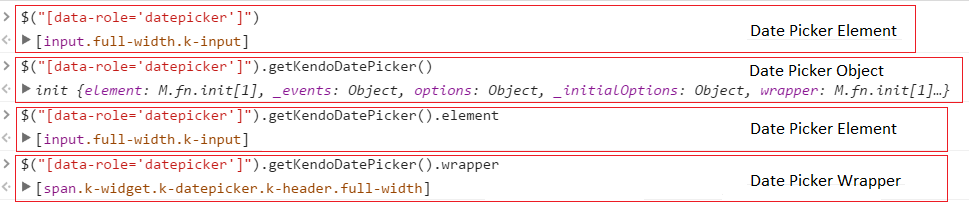 > $("[data-role='datepicker']")
Date Picker Element
[input.full-width.k-input]
> $("[data-role='datepicker']").getKendoDatePicker()
Date Picker Object
init {element: M.fn.init[1], _events: Object, options: Object, _initialOptions: Object, wrapper: M.fn.init[1]…}
> $("[data-role='datepicker']").getKendoDatePicker().element
Date Picker Element
[input.full-width.k-input]
> $("[data-role='datepicker']").getKendoDatePicker().wrapper
Date Picker Wrapper
[span.k-widget.k-datepicker.k-header.full-width]